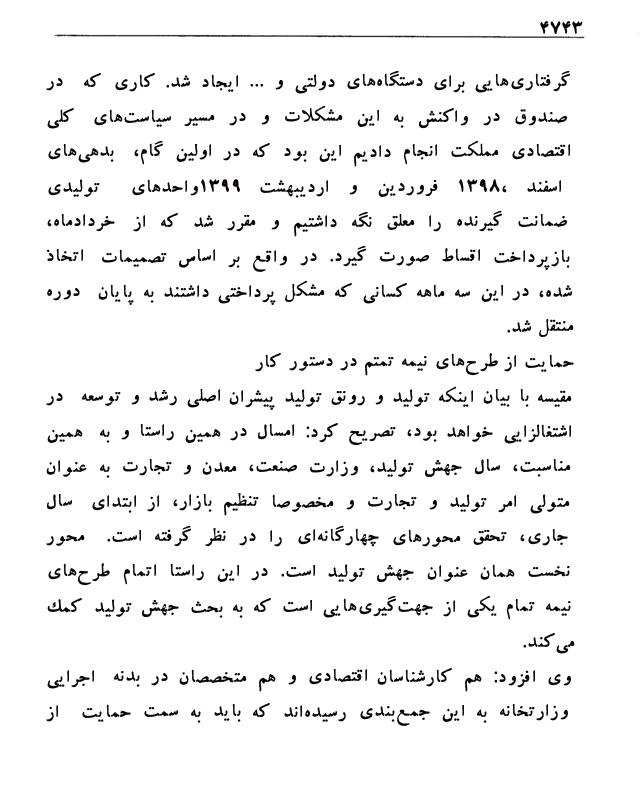 ۴۷۴۳
گرفتاری‌هایی برای دستگاه‌های دولتی و ... ایجاد شد. کاری که در
صندوق در واکنش به این مشکلات و در مسیر سیاست‌های کلی
اقتصادی مملکت انجام دادیم این بود که در اولین گام، بدهی‌های
اسفند ،۱۳۹۸ فروردین و اردیبهشت ۱۳۹۹واحدهای تولیدی
ضمانت گیرنده را معلق نگه داشتیم و مقرر شد که از خردادماه،
بازپرداخت اقساط صورت گیرد. در واقع بر اساس تصمیمات اتخاذ
شده، در این سه ماهه کسانی که مشکل پرداختی داشتند به پایان دوره
منتقل شد.
حمایت از طرح‌های نیمه تمتم در دستور کار
مقیسه با بیان اینکه تولید و رونق تولید پیشران اصلی رشد و توسعه در
اشتغالزایی خواهد بود، تصریح کرد: امسال در همین راستا و به همین
مناسبت، سال جهش تولید، وزارت صنعت، معدن و تجارت به عنوان
متولی امر تولید و تجارت و مخصوصا تنظیم بازار، از ابتدای سال
جاری، تحقق محورهای چهارگانه‌ای را در نظر گرفته است. محور
نخست همان عنوان جهش تولید است. در این راستا اتمام طرح‌های
نیمه تمام یکی از جهت‌گیری‌هایی است که به بحث جهش تولید کمک
می‌کند.
وی افزود: هم کارشناسان اقتصادی و هم متخصصان در بدنه اجرایی
وزارتخانه به این جمع‌بندی رسیده‌اند که باید به سمت حمایت از